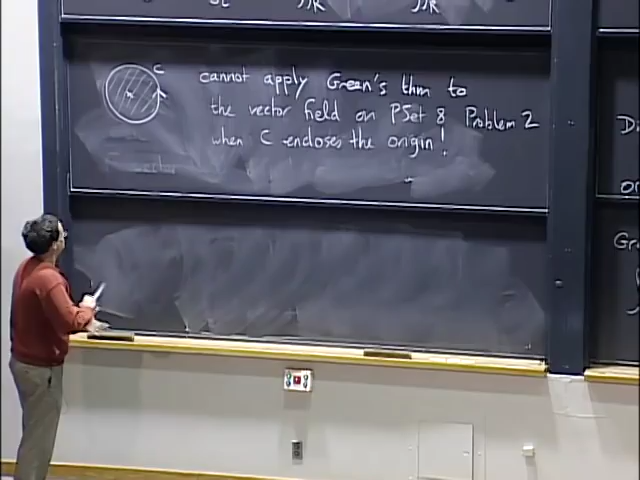 C
cannot apply Green's thm to
the vector field on PSet 8 Problem 2
when C encloses the origin!